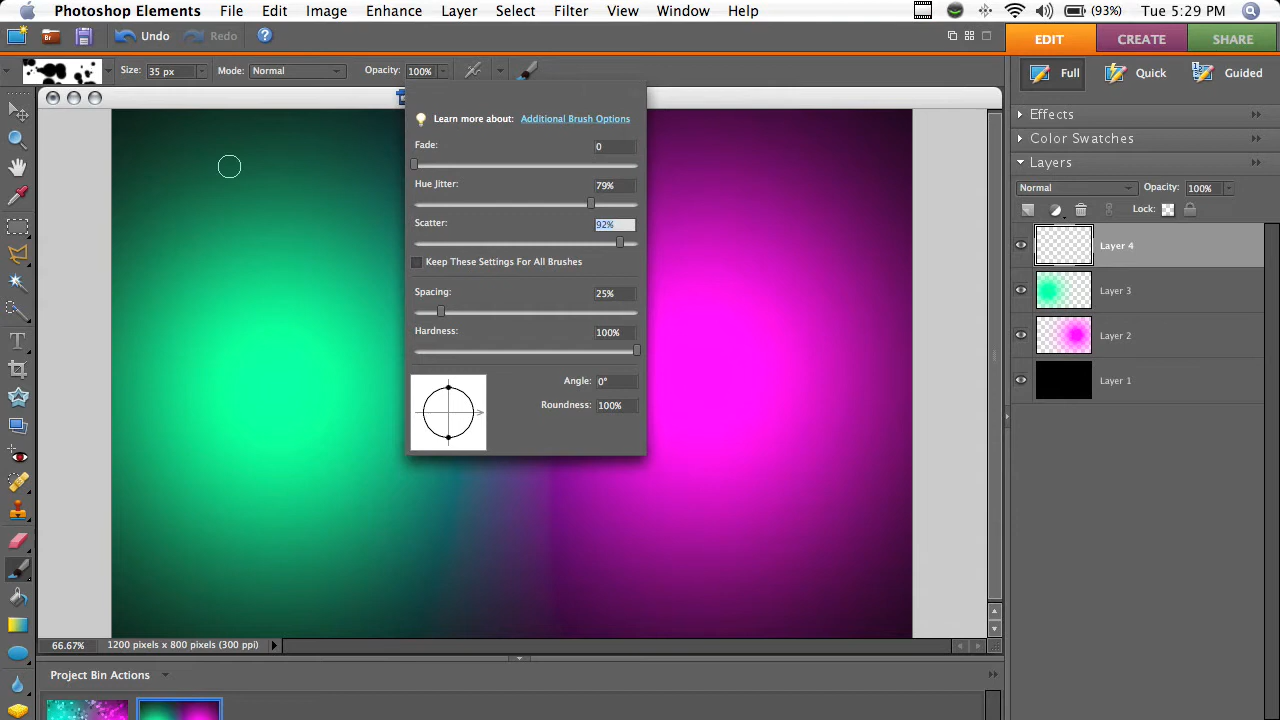 Photoshop Elements File Edit Image Enhance Layer Select Filter View Window Help (93%) Tue 5:29 PM
Br Undo Redo ? EDIT CREATE SHARE
Size: 35 px Mode: Normal Opacity: 100% Full Quick Guided
Learn more about: Additional Brush Options
Fade: 0
Hue Jitter: 79%
Scatter: 92%
Keep These Settings For All Brushes
Spacing: 25%
Hardness: 100%
Angle: 0°
Roundness: 100%
Effects
Color Swatches
Layers
Normal Opacity: 100%
Lock:
Layer 4
Layer 3
Layer 2
Layer 1
T
66.67% 1200 pixels x 800 pixels (300 ppi)
Project Bin Actions